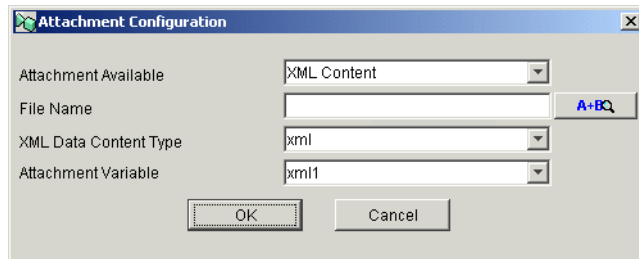 Attachment Configuration
Attachment Available XML Content
File Name A+B
XML Data Content Type xml
Attachment Variable xml1
OK Cancel